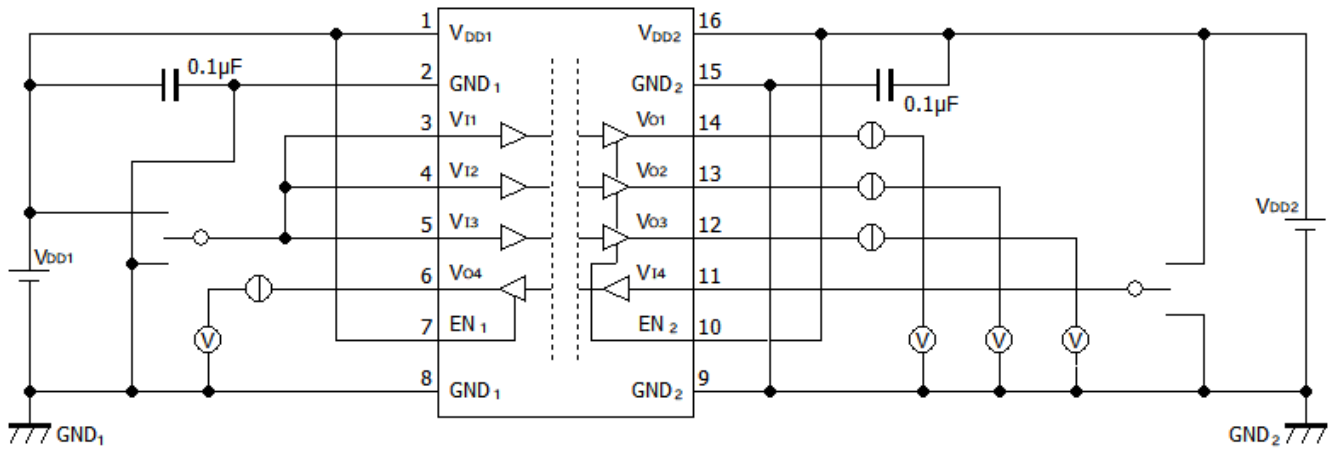 1 VDD1 VDD2 16
0.1µF 2 GND1 GND2 15 0.1µF
3 VI1 VO1 14
4 VI2 VO2 13
5 VI3 VO3 12
VDD1 VDD2
6 VO4 VI4 11
7 EN1 EN2 10
V V V V
8 GND1 GND2 9
GND1 GND2